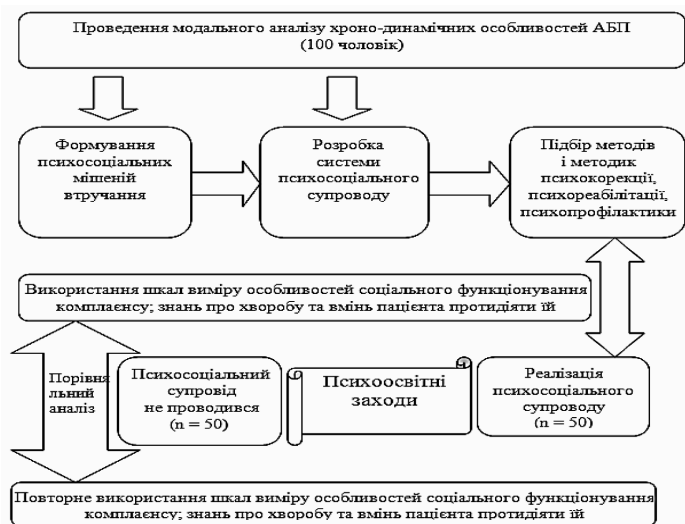 Проведення модального аналізу хроно-динамічних особливостей АБП
(100 чоловік)
Формування
психосоціальних
мішеней
втручання
Розробка
системи
психосоціального
супроводу
Підбір методів
і методик
психокорекції,
психореабілітації,
психопрофілактики
Використання шкал виміру особливостей соціального функціонування
комплаєнсу; знань про хворобу та вмінь пацієнта протидіяти їй
Порівня
льний
аналіз
Психосоціальний
супровід
не проводився
(n = 50)
Психоосвітні
заходи
Реалізація
психосоціального
супроводу
(n = 50)
Повторне використання шкал виміру особливостей соціального функціонування
комплаєнсу; знань про хворобу та вмінь пацієнта протидіяти їй